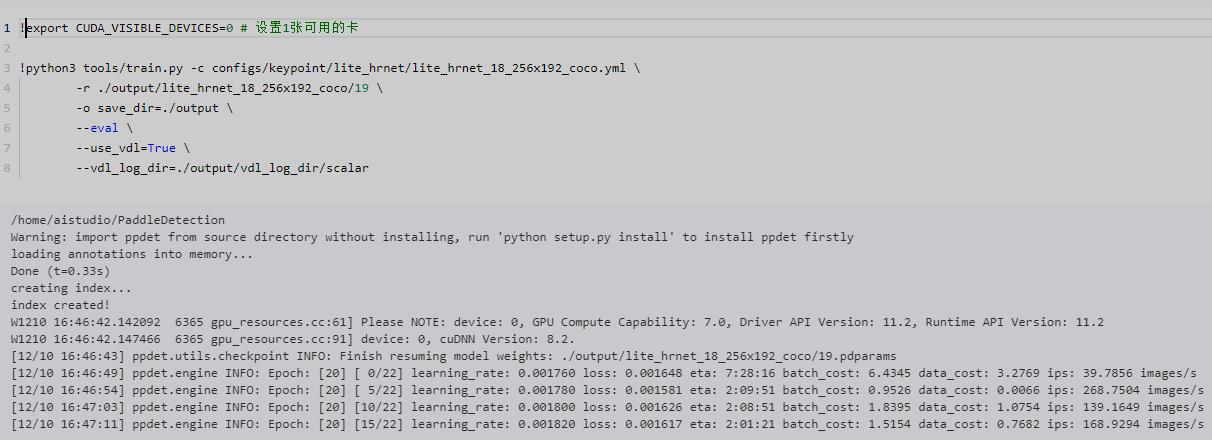 1 !export CUDA_VISIBLE_DEVICES=0 # 设置1张可用的卡
2
3 !python3 tools/train.py -c configs/keypoint/lite_hrnet/lite_hrnet_18_256x192_coco.yml \
4 -r ./output/lite_hrnet_18_256x192_coco/19 \
5 -o save_dir=./output \
6 --eval \
7 --use_vdl=True \
8 --vdl_log_dir=./output/vdl_log_dir/scalar
/home/aistudio/PaddleDetection
Warning: import ppdet from source directory without installing, run 'python setup.py install' to install ppdet firstly
loading annotations into memory...
Done (t=0.33s)
creating index...
index created!
W1210 16:46:42.142092  6365 gpu_resources.cc:61] Please NOTE: device: 0, GPU Compute Capability: 7.0, Driver API Version: 11.2, Runtime API Version: 11.2
W1210 16:46:42.147466  6365 gpu_resources.cc:91] device: 0, cuDNN Version: 8.2.
[12/10 16:46:43] ppdet.utils.checkpoint INFO: Finish resuming model weights: ./output/lite_hrnet_18_256x192_coco/19.pdparams
[12/10 16:46:49] ppdet.engine INFO: Epoch: [20] [ 0/22] learning_rate: 0.001760 loss: 0.001648 eta: 7:28:16 batch_cost: 6.4345 data_cost: 3.2769 ips: 39.7856 images/s
[12/10 16:46:54] ppdet.engine INFO: Epoch: [20] [ 5/22] learning_rate: 0.001780 loss: 0.001581 eta: 2:09:51 batch_cost: 0.9526 data_cost: 0.0066 ips: 268.7504 images/s
[12/10 16:47:03] ppdet.engine INFO: Epoch: [20] [10/22] learning_rate: 0.001800 loss: 0.001626 eta: 2:08:51 batch_cost: 1.8395 data_cost: 1.0754 ips: 139.1649 images/s
[12/10 16:47:11] ppdet.engine INFO: Epoch: [20] [15/22] learning_rate: 0.001820 loss: 0.001617 eta: 2:01:21 batch_cost: 1.5154 data_cost: 0.7682 ips: 168.9294 images/s